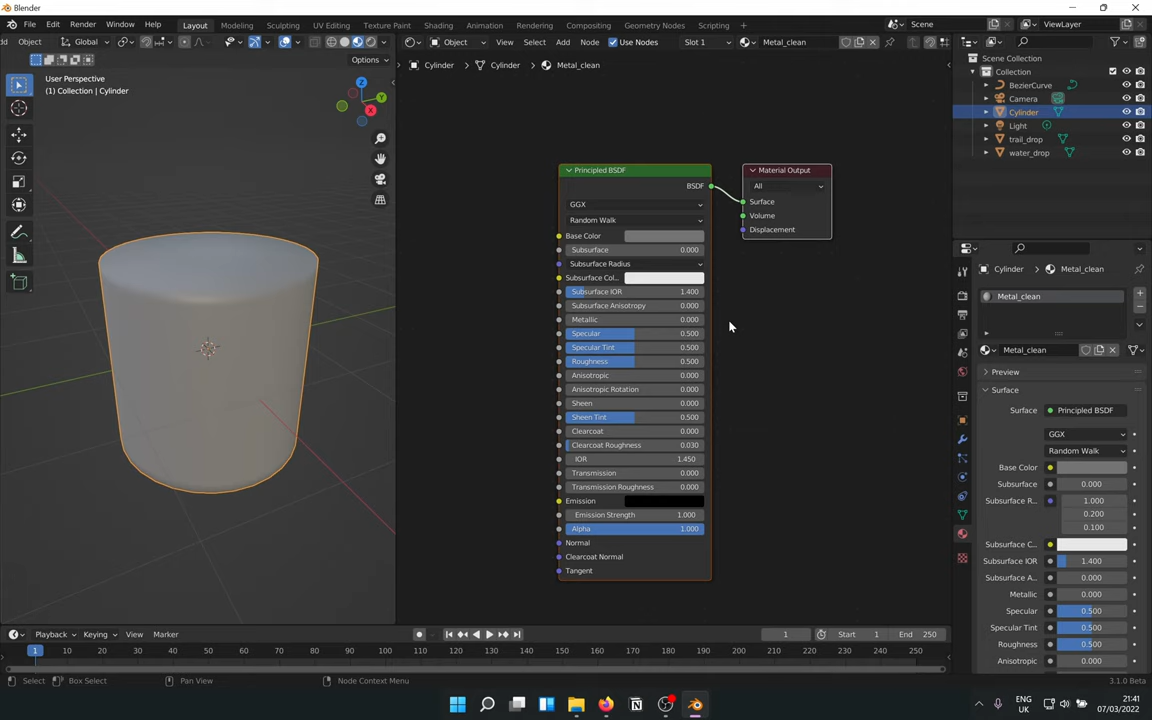 Blender
File Edit Render Window Help Layout Modeling Sculpting UV Editing Texture Paint Shading Animation Rendering Compositing Geometry Nodes Scripting Scene ViewLayer
Object Global Object View Select Add Node Use Nodes Slot 1 Metal_clean
Options
Cylinder Cylinder Metal_clean
User Perspective
(1) Collection | Cylinder
Z
Y
X
Principled BSDF
BSDF
GGX
Random Walk
Base Color
Subsurface 0.000
Subsurface Radius
Subsurface Col...
Subsurface IOR 1.400
Subsurface Anisotropy 0.000
Metallic 0.000
Specular 0.500
Specular Tint 0.500
Roughness 0.500
Anisotropic 0.000
Anisotropic Rotation 0.000
Sheen 0.000
Sheen Tint 0.500
Clearcoat 0.000
Clearcoat Roughness 0.030
IOR 1.450
Transmission 0.000
Transmission Roughness 0.000
Emission
Emission Strength 1.000
Alpha 1.000
Normal
Clearcoat Normal
Tangent
Material Output
All
Surface
Volume
Displacement
Scene Collection
Collection
BezierCurve
Camera
Cylinder
Light
trail_drop
water_drop
Cylinder Metal_clean
Metal_clean
Metal_clean
Preview
Surface
Surface Principled BSDF
GGX
Random Walk
Base Color
Subsurface 0.000
Subsurface R... 1.000
0.200
0.100
Subsurface C...
Subsurface IOR 1.400
Subsurface A... 0.000
Metallic 0.000
Specular 0.500
Specular Tint 0.500
Roughness 0.500
Anisotropic 0.000
Playback Keying View Marker 1 Start 1 End 250
1 10 20 30 40 50 60 70 80 90 100 110 120 130 140 150 160 170 180 190 200 210 220 230 240 250
Select Box Select Pan View Node Context Menu 3.1.0 Beta
ENG
UK
21:41
07/03/2022